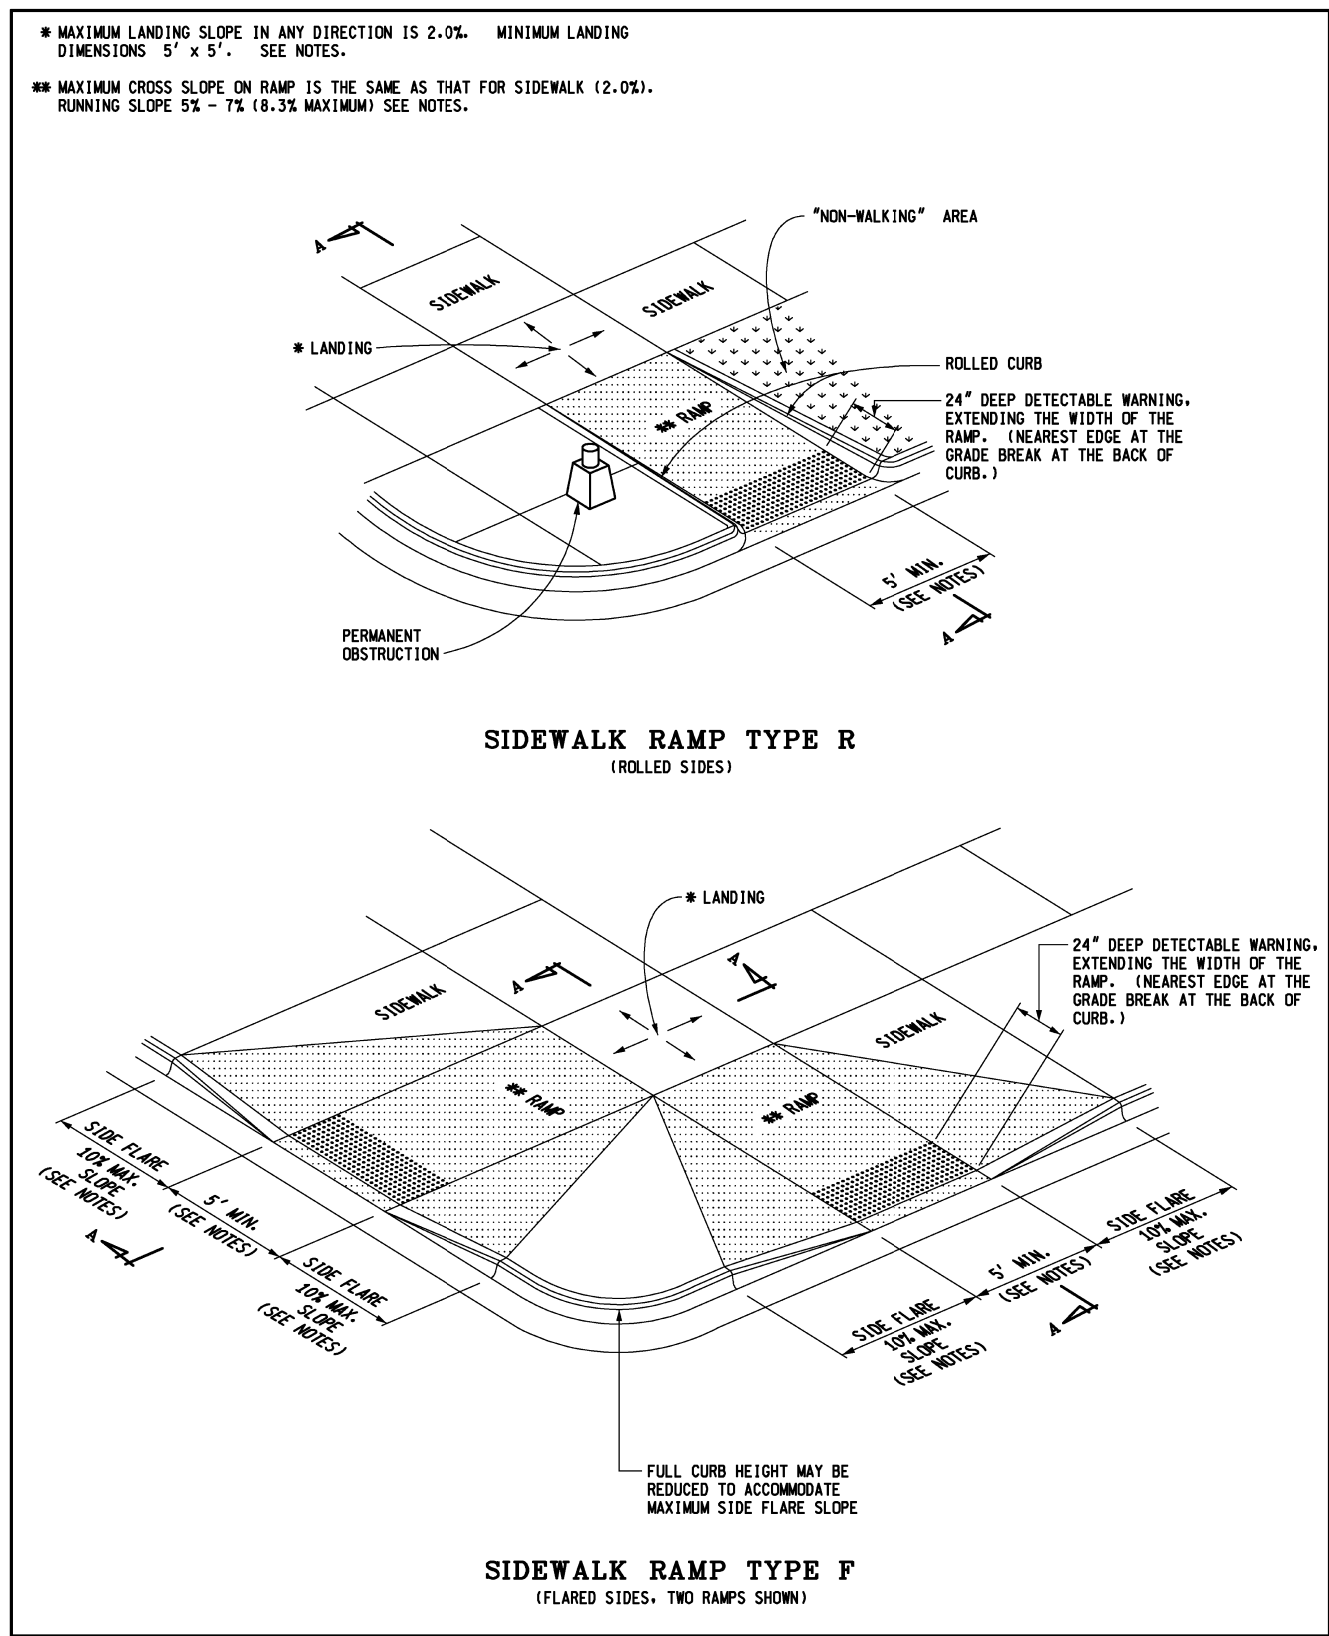 * MAXIMUM LANDING SLOPE IN ANY DIRECTION IS 2.0%. MINIMUM LANDING
DIMENSIONS 5' x 5'. SEE NOTES.
** MAXIMUM CROSS SLOPE ON RAMP IS THE SAME AS THAT FOR SIDEWALK (2.0%).
RUNNING SLOPE 5% - 7% (8.3% MAXIMUM) SEE NOTES.
"NON-WALKING" AREA
A
SIDEWALK
SIDEWALK
* LANDING
ROLLED CURB
** RAMP
24" DEEP DETECTABLE WARNING,
EXTENDING THE WIDTH OF THE
RAMP. (NEAREST EDGE AT THE
GRADE BREAK AT THE BACK OF
CURB.)
5' MIN.
(SEE NOTES)
A
PERMANENT
OBSTRUCTION
SIDEWALK RAMP TYPE R
(ROLLED SIDES)
* LANDING
24" DEEP DETECTABLE WARNING,
EXTENDING THE WIDTH OF THE
RAMP. (NEAREST EDGE AT THE
GRADE BREAK AT THE BACK OF
CURB.)
A
A
SIDEWALK
SIDEWALK
** RAMP
** RAMP
SIDE FLARE
10% MAX.
SLOPE
(SEE NOTES)
5' MIN.
(SEE NOTES)
SIDE FLARE
10% MAX.
SLOPE
(SEE NOTES)
A
SIDE FLARE
10% MAX.
SLOPE
(SEE NOTES)
5' MIN.
(SEE NOTES)
SIDE FLARE
10% MAX.
SLOPE
(SEE NOTES)
A
FULL CURB HEIGHT MAY BE
REDUCED TO ACCOMMODATE
MAXIMUM SIDE FLARE SLOPE
SIDEWALK RAMP TYPE F
(FLARED SIDES, TWO RAMPS SHOWN)